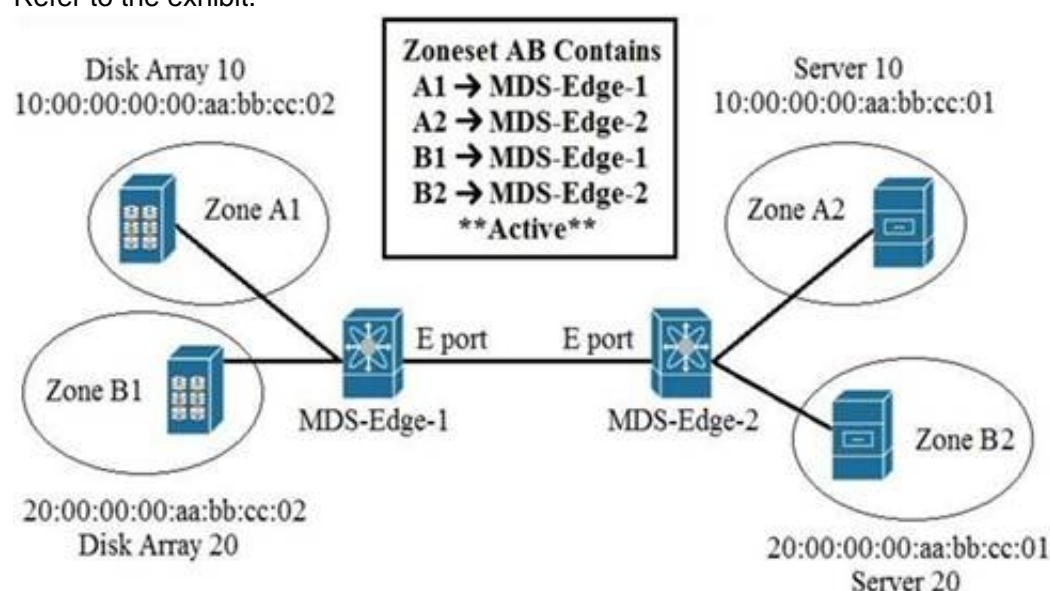 Refer to the exhibit.
Zoneset AB Contains
A1 → MDS-Edge-1
A2 → MDS-Edge-2
B1 → MDS-Edge-1
B2 → MDS-Edge-2
**Active**
Disk Array 10
10:00:00:00:00:aa:bb:cc:02
Server 10
10:00:00:00:aa:bb:cc:01
Zone A1
Zone A2
E port
E port
Zone B1
MDS-Edge-1
MDS-Edge-2
Zone B2
20:00:00:00:aa:bb:cc:02
Disk Array 20
20:00:00:00:aa:bb:cc:01
Server 20